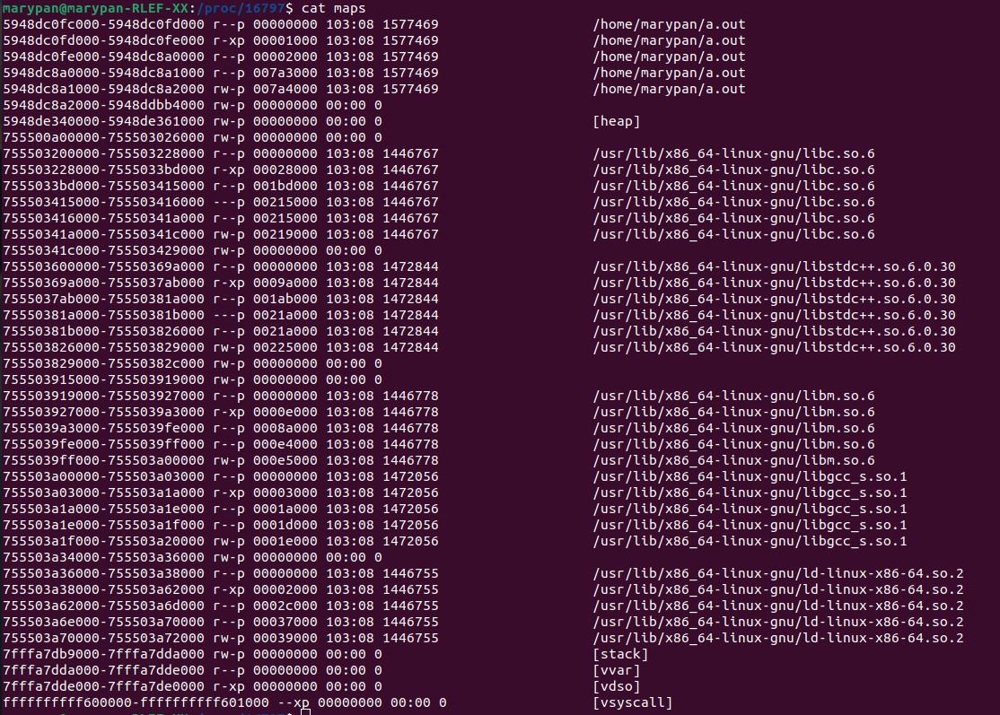 marypan@marypan-RLEF-XX:/proc/16797$ cat maps
5948dc0fc000-5948dc0fd000 r--p 00000000 103:08 1577469 /home/marypan/a.out
5948dc0fd000-5948dc0fe000 r-xp 00001000 103:08 1577469 /home/marypan/a.out
5948dc0fe000-5948dc8a0000 r--p 00002000 103:08 1577469 /home/marypan/a.out
5948dc8a0000-5948dc8a1000 r--p 007a3000 103:08 1577469 /home/marypan/a.out
5948dc8a1000-5948dc8a2000 rw-p 007a4000 103:08 1577469 /home/marypan/a.out
5948dc8a2000-5948ddbb4000 rw-p 00000000 00:00 0
5948de340000-5948de361000 rw-p 00000000 00:00 0 [heap]
755500a00000-755503026000 rw-p 00000000 00:00 0
755503200000-755503228000 r--p 00000000 103:08 1446767 /usr/lib/x86_64-linux-gnu/libc.so.6
755503228000-7555033bd000 r-xp 00028000 103:08 1446767 /usr/lib/x86_64-linux-gnu/libc.so.6
7555033bd000-755503415000 r--p 001bd000 103:08 1446767 /usr/lib/x86_64-linux-gnu/libc.so.6
755503415000-755503416000 ---p 00215000 103:08 1446767 /usr/lib/x86_64-linux-gnu/libc.so.6
755503416000-75550341a000 r--p 00215000 103:08 1446767 /usr/lib/x86_64-linux-gnu/libc.so.6
75550341a000-75550341c000 rw-p 00219000 103:08 1446767 /usr/lib/x86_64-linux-gnu/libc.so.6
75550341c000-755503429000 rw-p 00000000 00:00 0
755503600000-75550369a000 r--p 00000000 103:08 1472844 /usr/lib/x86_64-linux-gnu/libstdc++.so.6.0.30
75550369a000-7555037ab000 r-xp 0009a000 103:08 1472844 /usr/lib/x86_64-linux-gnu/libstdc++.so.6.0.30
7555037ab000-75550381a000 r--p 001ab000 103:08 1472844 /usr/lib/x86_64-linux-gnu/libstdc++.so.6.0.30
75550381a000-75550381b000 ---p 0021a000 103:08 1472844 /usr/lib/x86_64-linux-gnu/libstdc++.so.6.0.30
75550381b000-755503826000 r--p 0021a000 103:08 1472844 /usr/lib/x86_64-linux-gnu/libstdc++.so.6.0.30
755503826000-755503829000 rw-p 00225000 103:08 1472844 /usr/lib/x86_64-linux-gnu/libstdc++.so.6.0.30
755503829000-75550382c000 rw-p 00000000 00:00 0
755503915000-755503919000 rw-p 00000000 00:00 0
755503919000-755503927000 r--p 00000000 103:08 1446778 /usr/lib/x86_64-linux-gnu/libm.so.6
755503927000-7555039a3000 r-xp 0000e000 103:08 1446778 /usr/lib/x86_64-linux-gnu/libm.so.6
7555039a3000-7555039fe000 r--p 0008a000 103:08 1446778 /usr/lib/x86_64-linux-gnu/libm.so.6
7555039fe000-7555039ff000 r--p 000e4000 103:08 1446778 /usr/lib/x86_64-linux-gnu/libm.so.6
7555039ff000-755503a00000 rw-p 000e5000 103:08 1446778 /usr/lib/x86_64-linux-gnu/libm.so.6
755503a00000-755503a03000 r--p 00000000 103:08 1472056 /usr/lib/x86_64-linux-gnu/libgcc_s.so.1
755503a03000-755503a1a000 r-xp 00003000 103:08 1472056 /usr/lib/x86_64-linux-gnu/libgcc_s.so.1
755503a1a000-755503a1e000 r--p 0001a000 103:08 1472056 /usr/lib/x86_64-linux-gnu/libgcc_s.so.1
755503a1e000-755503a1f000 r--p 0001d000 103:08 1472056 /usr/lib/x86_64-linux-gnu/libgcc_s.so.1
755503a1f000-755503a20000 rw-p 0001e000 103:08 1472056 /usr/lib/x86_64-linux-gnu/libgcc_s.so.1
755503a34000-755503a36000 rw-p 00000000 00:00 0
755503a36000-755503a38000 r--p 00000000 103:08 1446755 /usr/lib/x86_64-linux-gnu/ld-linux-x86-64.so.2
755503a38000-755503a62000 r-xp 00002000 103:08 1446755 /usr/lib/x86_64-linux-gnu/ld-linux-x86-64.so.2
755503a62000-755503a6d000 r--p 0002c000 103:08 1446755 /usr/lib/x86_64-linux-gnu/ld-linux-x86-64.so.2
755503a6e000-755503a70000 r--p 00037000 103:08 1446755 /usr/lib/x86_64-linux-gnu/ld-linux-x86-64.so.2
755503a70000-755503a72000 rw-p 00039000 103:08 1446755 /usr/lib/x86_64-linux-gnu/ld-linux-x86-64.so.2
7fffa7db9000-7fffa7dda000 rw-p 00000000 00:00 0 [stack]
7fffa7dda000-7fffa7dde000 r--p 00000000 00:00 0 [vvar]
7fffa7dde000-7fffa7de0000 r-xp 00000000 00:00 0 [vdso]
ffffffffff600000-ffffffffff601000 --xp 00000000 00:00 0 [vsyscall]